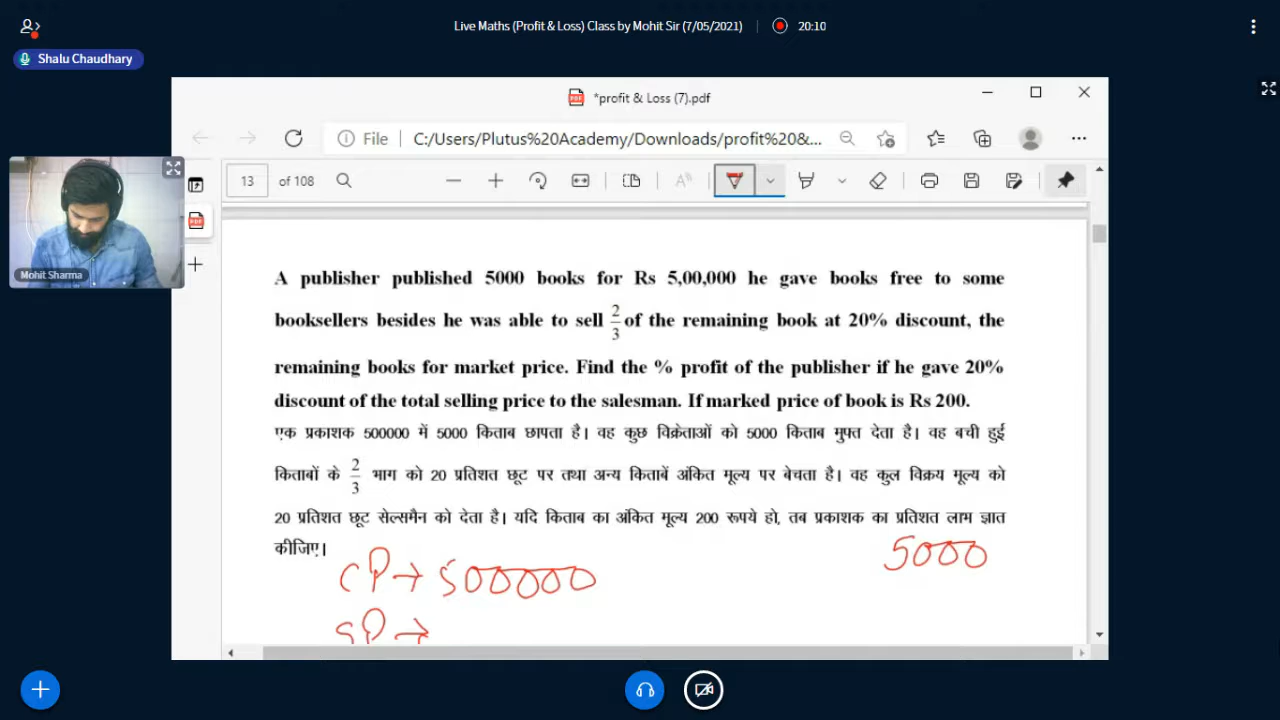 Live Maths (Profit & Loss) Class by Mohit Sir (7/05/2021)
20:10
Shalu Chaudhary
*profit & Loss (7).pdf
File
C:/Users/Plutus%20Academy/Downloads/profit%20&...
13 of 108
Mohit Sharma
A publisher published 5000 books for Rs 5,00,000 he gave books free to some
booksellers besides he was able to sell 2/3 of the remaining book at 20% discount, the
remaining books for market price. Find the % profit of the publisher if he gave 20%
discount of the total selling price to the salesman. If marked price of book is Rs 200.
एक प्रकाशक 500000 में 5000 किताब छापता है। वह कुछ विक्रेताओं को 5000 किताब मुफ्त देता है। वह बची हुई
किताबों के 2/3 भाग को 20 प्रतिशत छूट पर तथा अन्य किताबें अंकित मूल्य पर बेचता है। वह कुल विक्रय मूल्य को
20 प्रतिशत छूट सेल्समैन को देता है। यदि किताब का अंकित मूल्य 200 रूपये हो, तब प्रकाशक का प्रतिशत लाभ ज्ञात
कीजिए।
5000
CP → 500000
SP →